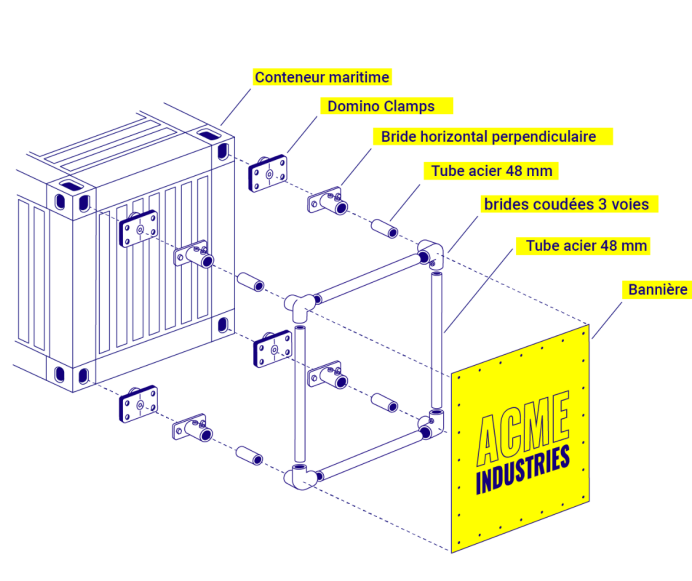 Conteneur maritime
Domino Clamps
Bride horizontal perpendiculaire
Tube acier 48 mm
brides coudées 3 voies
Tube acier 48 mm
Bannière
ACME
INDUSTRIES